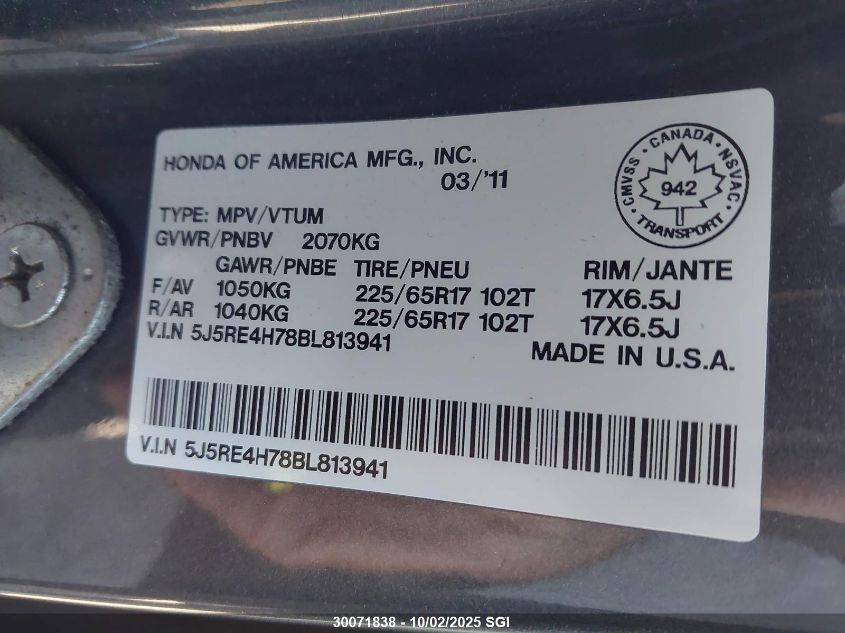 HONDA OF AMERICA MFG., INC.
03/'11
CMVSS · CANADA · NSVAC · TRANSPORT
942
TYPE: MPV/VTUM
GVWR/PNBV 2070KG
GAWR/PNBE TIRE/PNEU RIM/JANTE
F/AV 1050KG 225/65R17 102T 17X6.5J
R/AR 1040KG 225/65R17 102T 17X6.5J
V.I.N 5J5RE4H78BL813941
MADE IN U.S.A.
V.I.N 5J5RE4H78BL813941
30071838 - 10/02/2025 SGI